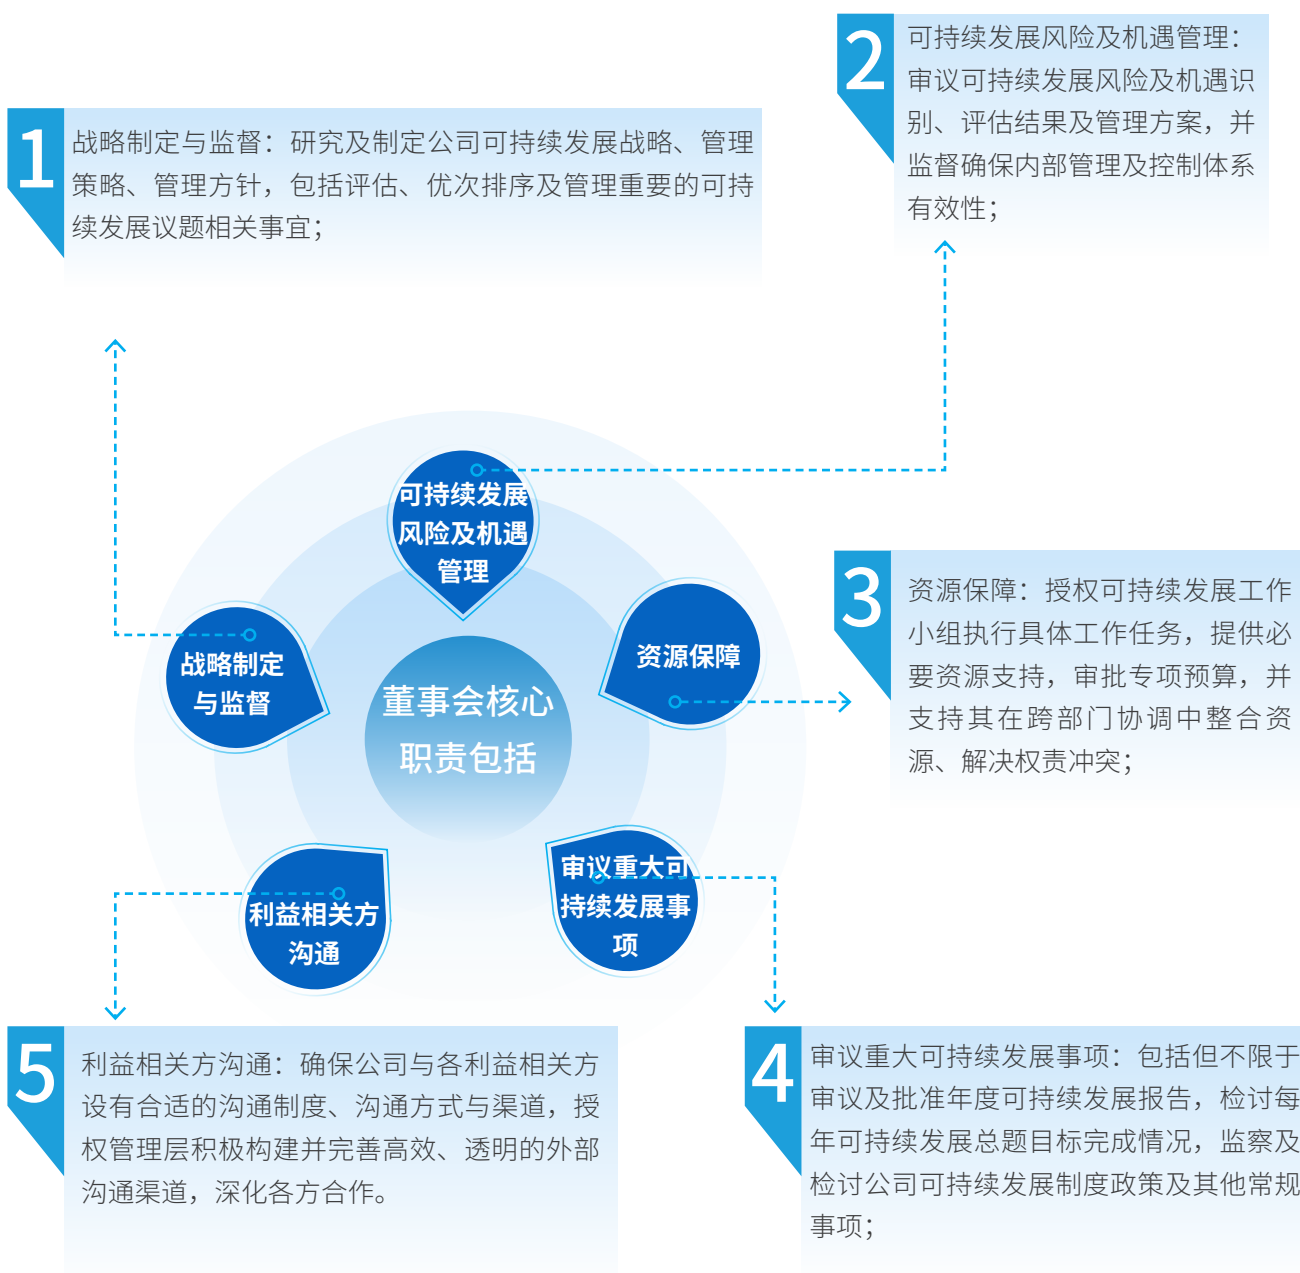 1
战略制定与监督：研究及制定公司可持续发展战略、管理
策略、管理方针，包括评估、优次排序及管理重要的可持
续发展议题相关事宜；
2
可持续发展风险及机遇管理：
审议可持续发展风险及机遇识
别、评估结果及管理方案，并
监督确保内部管理及控制体系
有效性；
可持续发展
风险及机遇
管理
战略制定
与监督
资源保障
董事会核心
职责包括
利益相关方
沟通
审议重大可
持续发展事
项
3
资源保障：授权可持续发展工作
小组执行具体工作任务，提供必
要资源支持，审批专项预算，并
支持其在跨部门协调中整合资
源、解决权责冲突；
5
利益相关方沟通：确保公司与各利益相关方
设有合适的沟通制度、沟通方式与渠道，授
权管理层积极构建并完善高效、透明的外部
沟通渠道，深化各方合作。
4
审议重大可持续发展事项：包括但不限于
审议及批准年度可持续发展报告，检讨每
年可持续发展总题目标完成情况，监察及
检讨公司可持续发展制度政策及其他常规
事项；